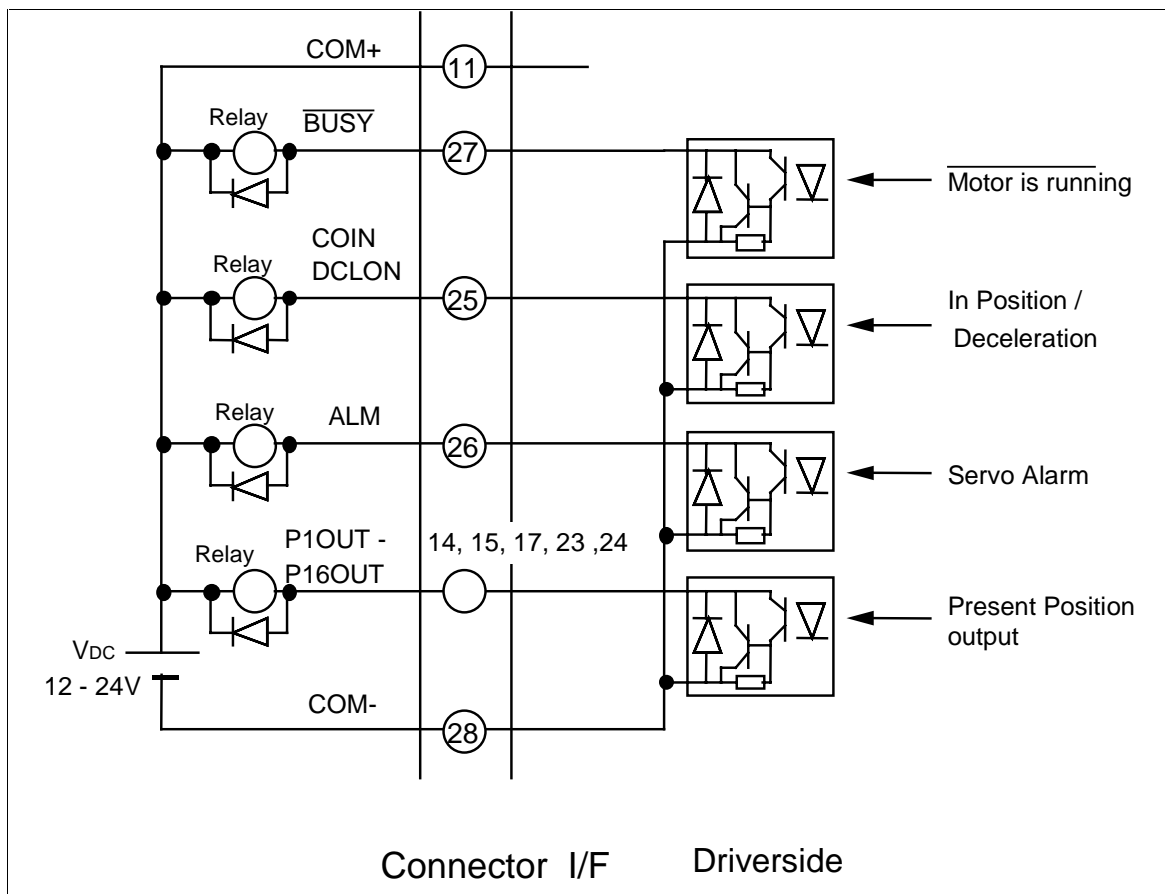 COM+
11
Relay
BUSY
27
Motor is running
Relay
COIN
DCLON
25
In Position /
Deceleration
Relay
ALM
26
Servo Alarm
Relay
P1OUT -
P16OUT
14, 15, 17, 23 ,24
Present Position
output
VDC
12 - 24V
COM-
28
Connector I/F
Driverside